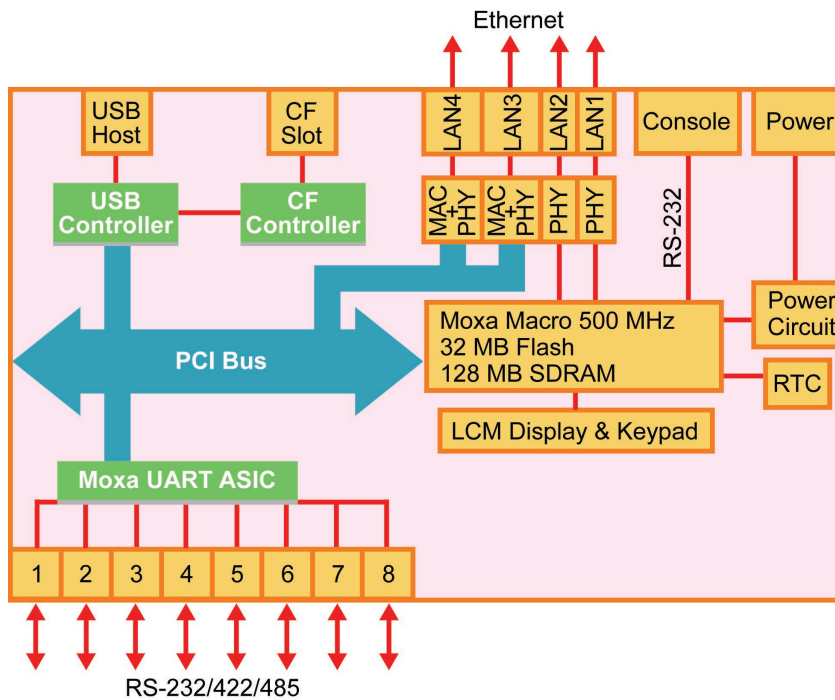 Ethernet
USB
Host
CF
Slot
LAN4
LAN3
LAN2
LAN1
Console
Power
USB
Controller
CF
Controller
MAC
+
PHY
MAC
+
PHY
PHY
PHY
RS-232
Power
Circuit
Moxa Macro 500 MHz
32 MB Flash
128 MB SDRAM
PCI Bus
RTC
LCM Display & Keypad
Moxa UART ASIC
1 2 3 4 5 6 7 8
RS-232/422/485